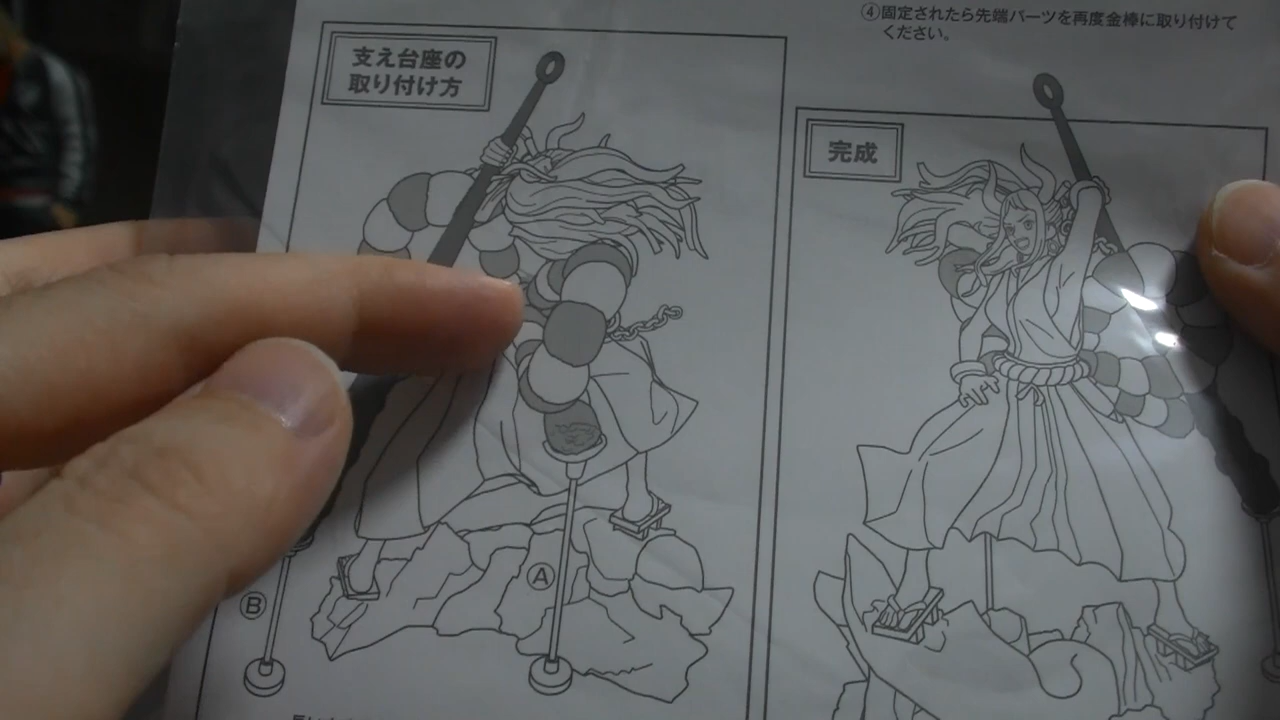 ④固定されたら先端パーツを再度金棒に取り付けて
ください。
支え台座の
取り付け方
完成
Ⓐ
Ⓑ